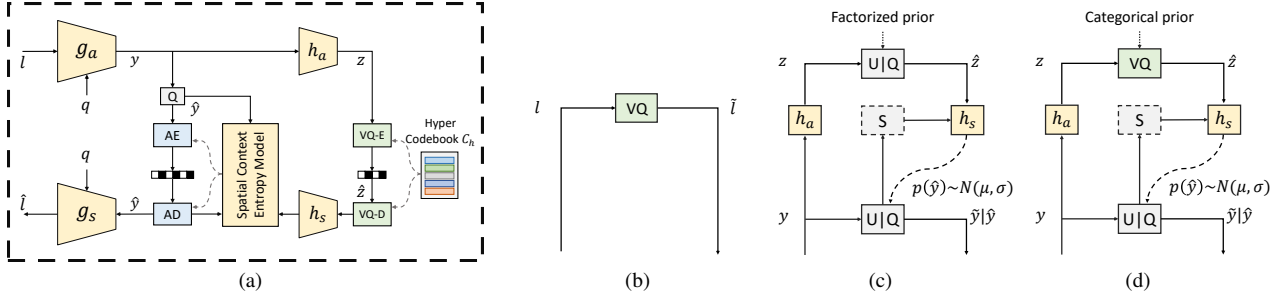 g_a
h_a
l
y
z
q
Q
ŷ
AE
VQ-E
Hyper
Codebook C_h
Spatial Context
Entropy Model
q
ẑ
l̂
g_s
ŷ
AD
h_s
VQ-D
(a)
l
VQ
l̃
(b)
Factorized prior
z
U|Q
ẑ
h_a
S
h_s
p(ŷ)~N(μ, σ)
y
U|Q
ỹ|ŷ
(c)
Categorical prior
z
VQ
ẑ
h_a
S
h_s
p(ŷ)~N(μ, σ)
y
U|Q
ỹ|ŷ
(d)